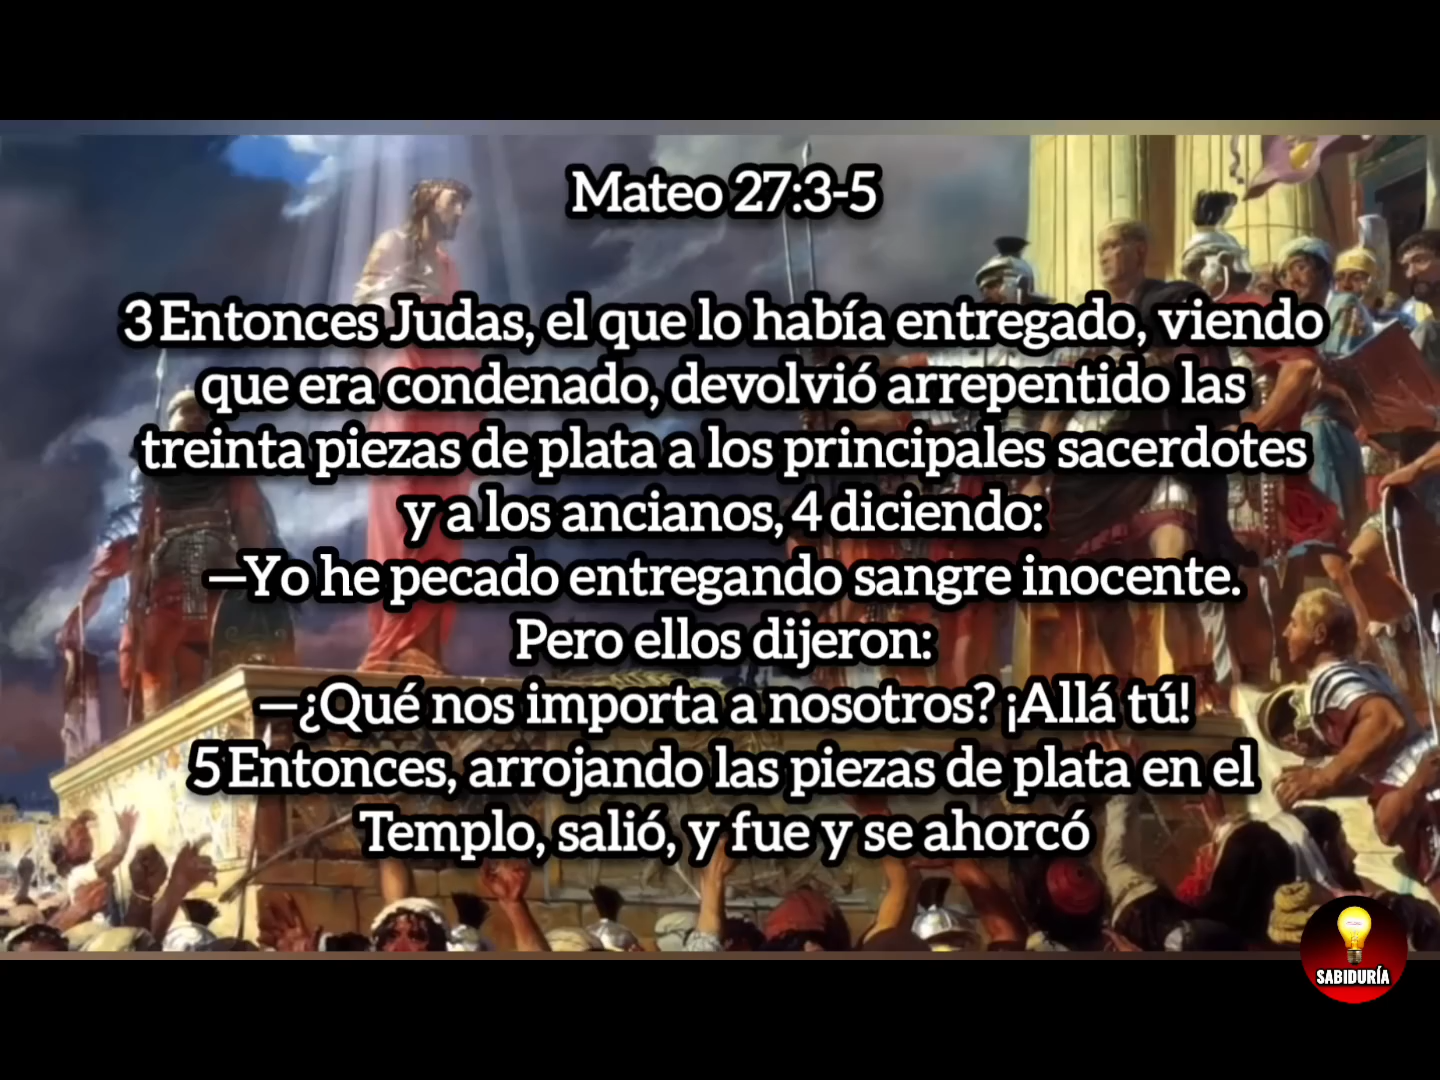 Mateo 27:3-5
3 Entonces Judas, el que lo había entregado, viendo
que era condenado, devolvió arrepentido las
treinta piezas de plata a los principales sacerdotes
y a los ancianos, 4 diciendo:
—Yo he pecado entregando sangre inocente.
Pero ellos dijeron:
—¿Qué nos importa a nosotros? ¡Allá tú!
5 Entonces, arrojando las piezas de plata en el
Templo, salió, y fue y se ahorcó
SABIDURÍA